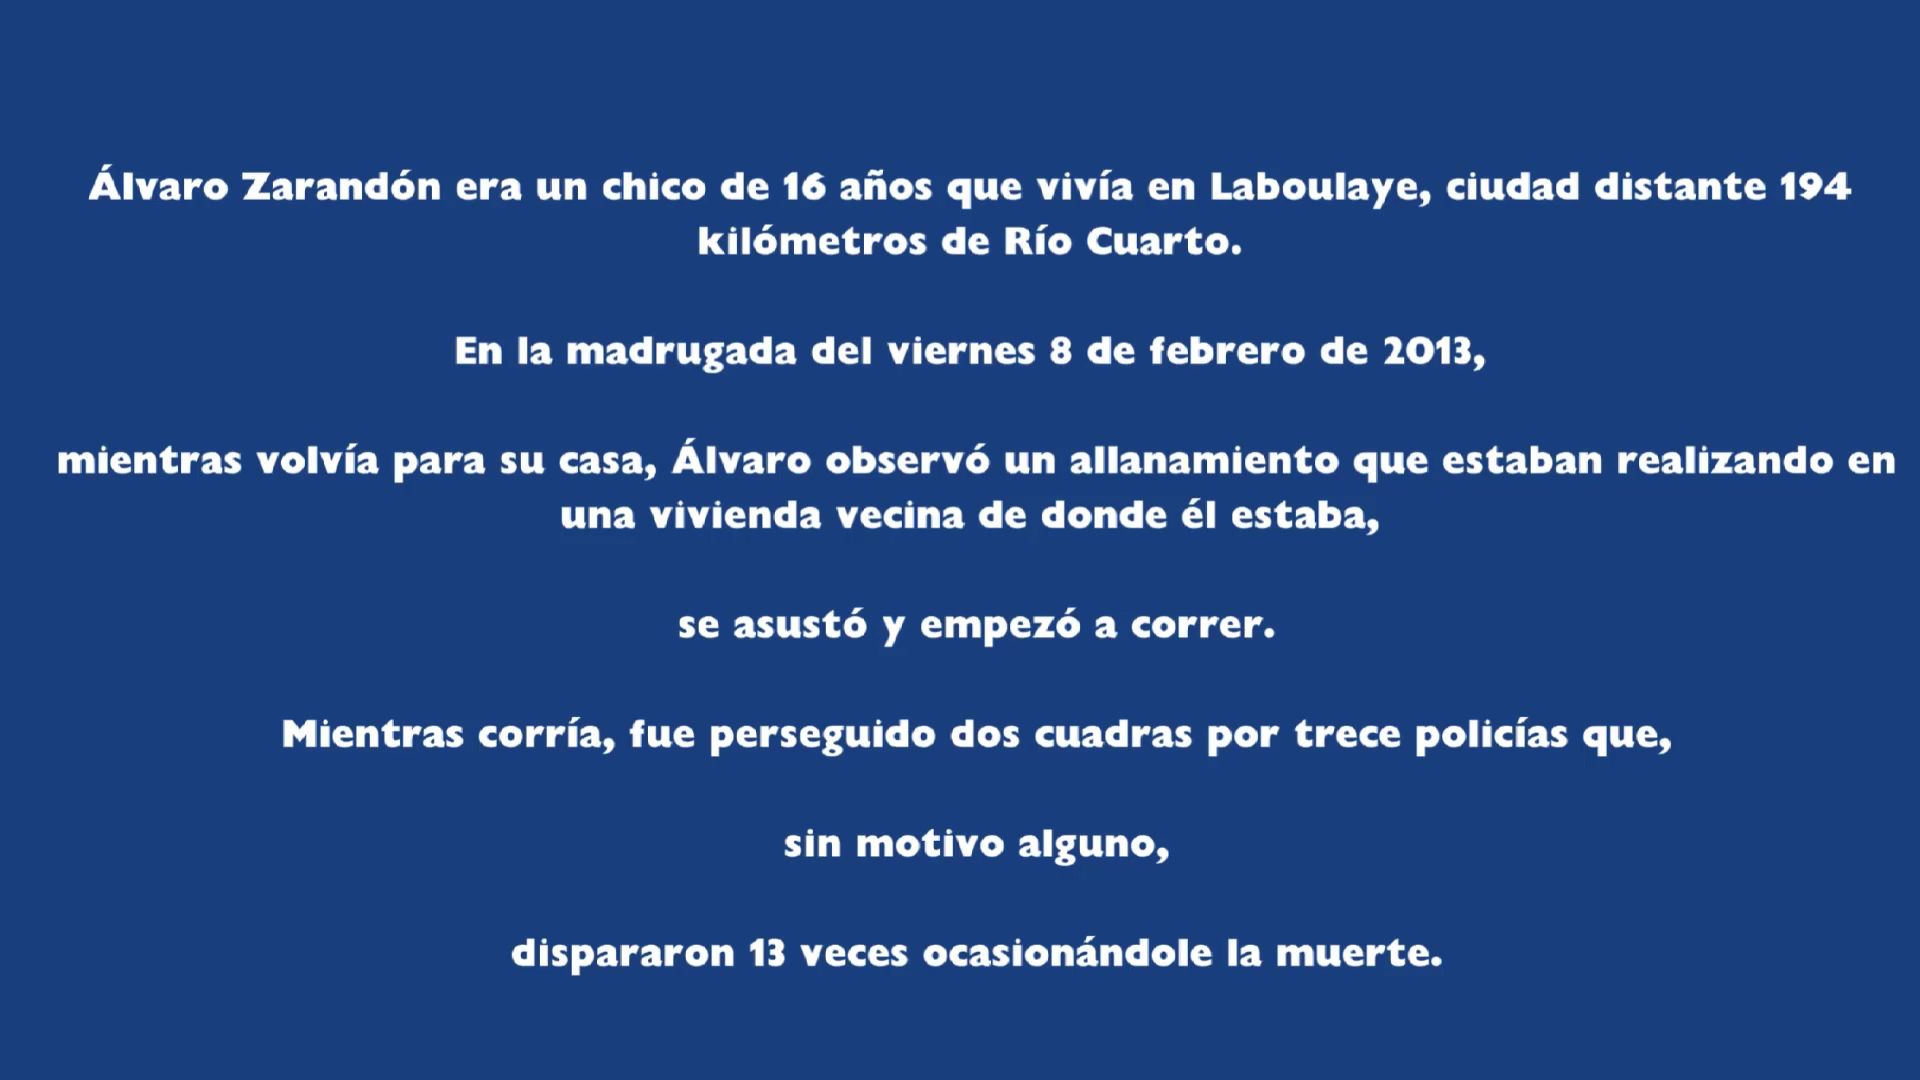 Álvaro Zarandón era un chico de 16 años que vivía en Laboulaye, ciudad distante 194
kilómetros de Río Cuarto.
En la madrugada del viernes 8 de febrero de 2013,
mientras volvía para su casa, Álvaro observó un allanamiento que estaban realizando en
una vivienda vecina de donde él estaba,
se asustó y empezó a correr.
Mientras corría, fue perseguido dos cuadras por trece policías que,
sin motivo alguno,
dispararon 13 veces ocasionándole la muerte.